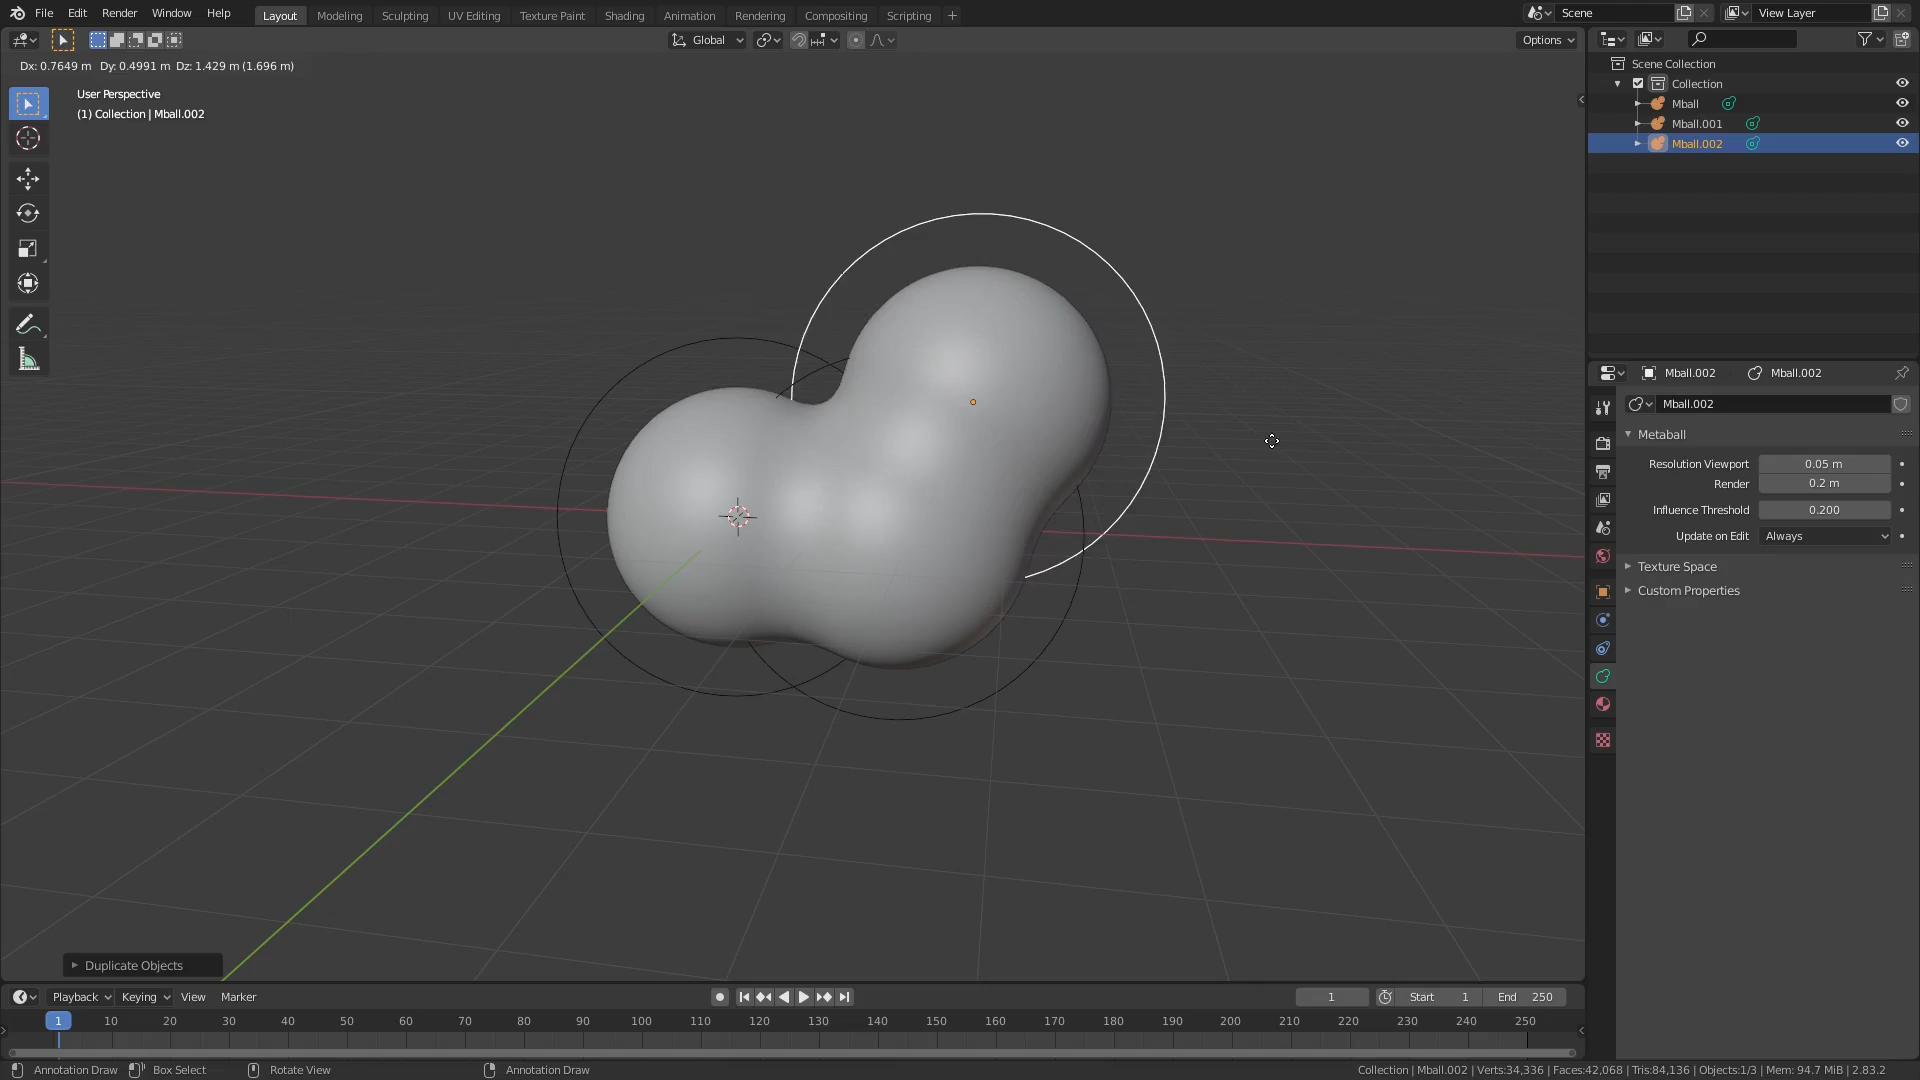 File Edit Render Window Help Layout Modeling Sculpting UV Editing Texture Paint Shading Animation Rendering Compositing Scripting + Scene View Layer
Global Options
Dx: 0.7649 m Dy: 0.4991 m Dz: 1.429 m (1.696 m)
User Perspective
(1) Collection | Mball.002
Scene Collection
Collection
Mball
Mball.001
Mball.002
Mball.002 Mball.002
Mball.002
Metaball
Resolution Viewport 0.05 m
Render 0.2 m
Influence Threshold 0.200
Update on Edit Always
Texture Space
Custom Properties
Duplicate Objects
Playback Keying View Marker 1 Start 1 End 250
1 10 20 30 40 50 60 70 80 90 100 110 120 130 140 150 160 170 180 190 200 210 220 230 240 250
Annotation Draw Box Select Rotate View Annotation Draw Collection | Mball.002 | Verts:34,336 | Faces:42,068 | Tris:84,136 | Objects:1/3 | Mem: 94.7 MiB | 2.83.2